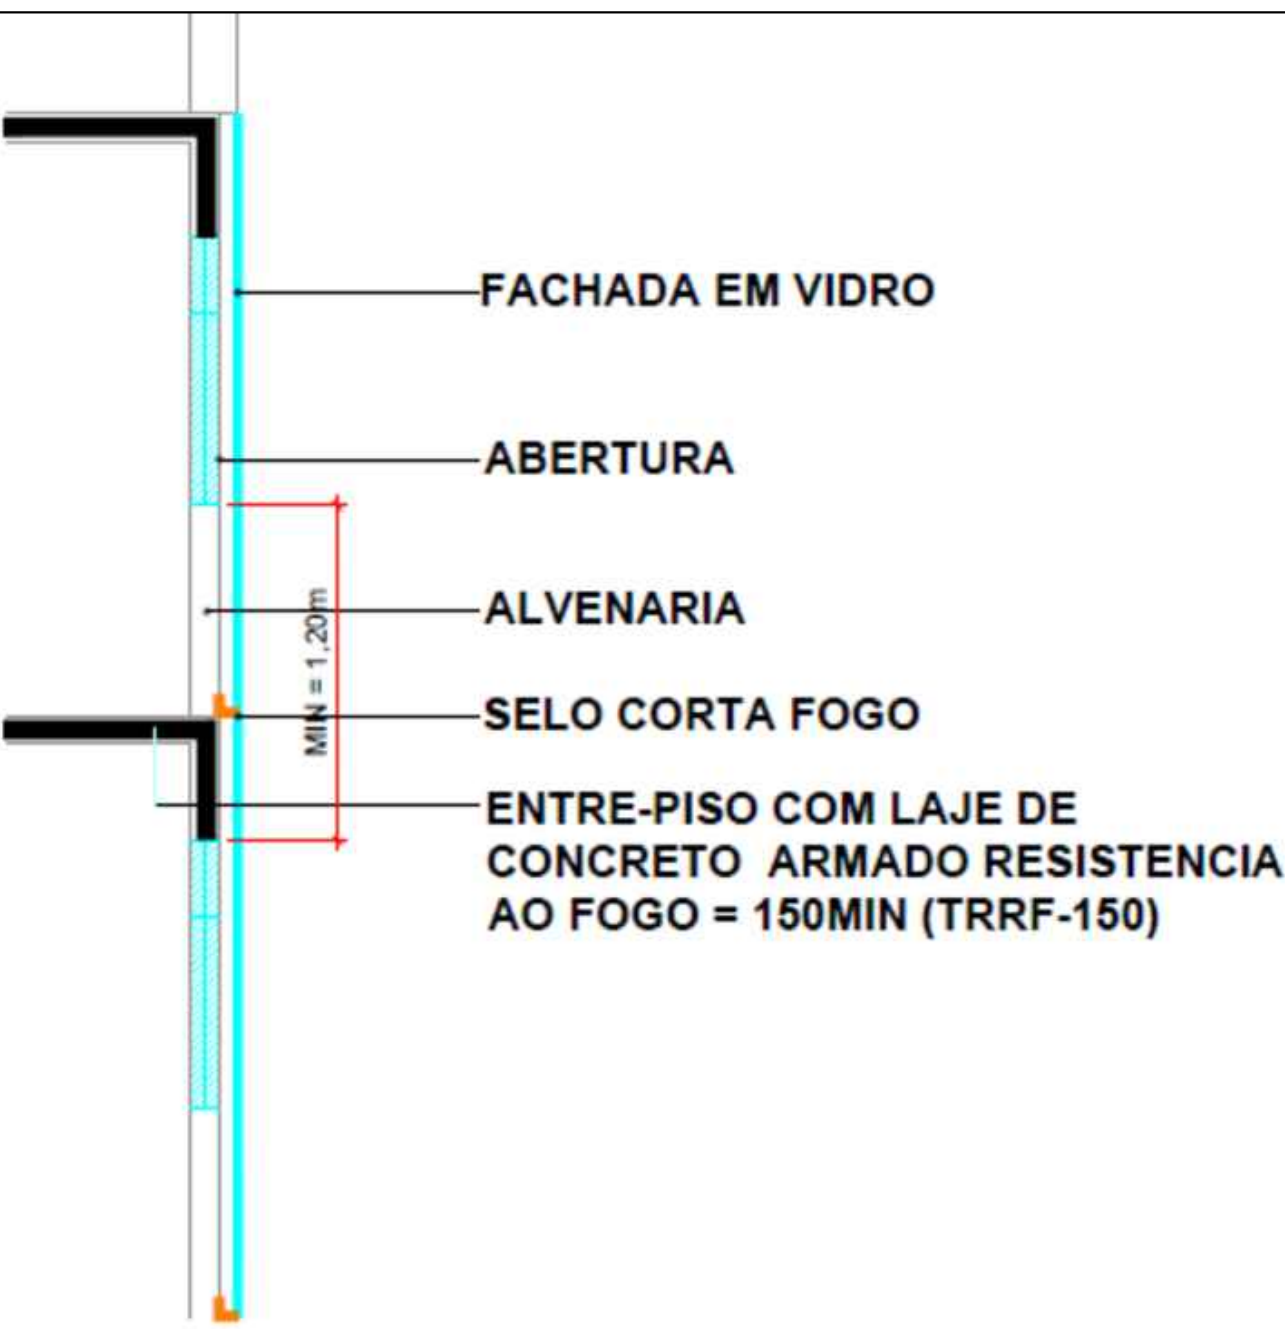 FACHADA EM VIDRO
ABERTURA
ALVENARIA
MIN = 1,20m
SELO CORTA FOGO
ENTRE-PISO COM LAJE DE
CONCRETO ARMADO RESISTENCIA
AO FOGO = 150MIN (TRRF-150)